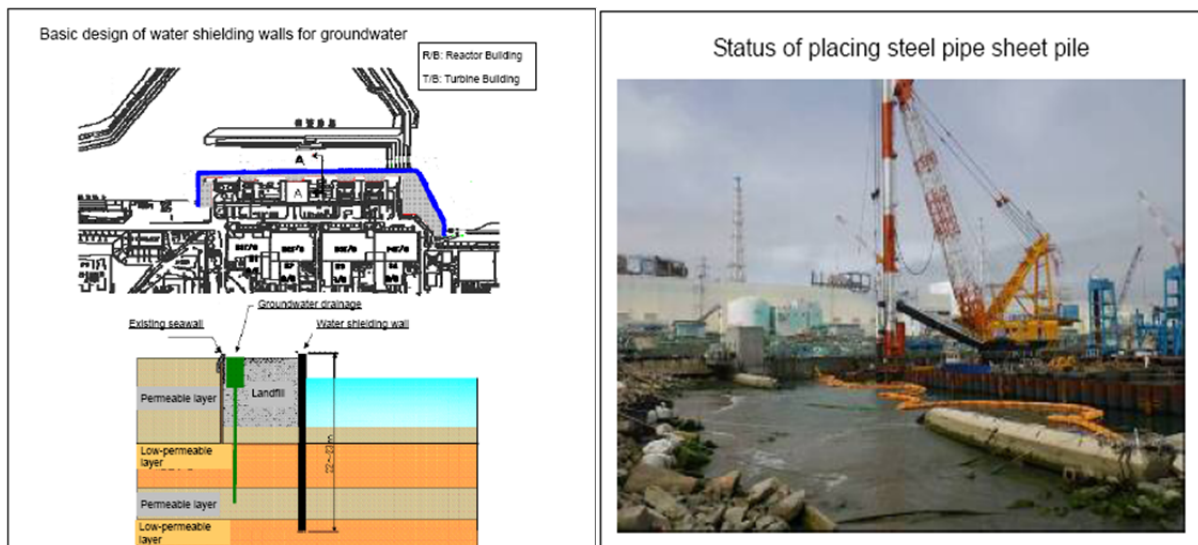 Basic design of water shielding walls for groundwater
R/B: Reactor Building
T/B: Turbine Building
A
A
Groundwater drainage
Existing seawall
Water shielding wall
Permeable layer
Landfill
Low-permeable
layer
Permeable layer
Low-permeable
layer
Status of placing steel pipe sheet pile